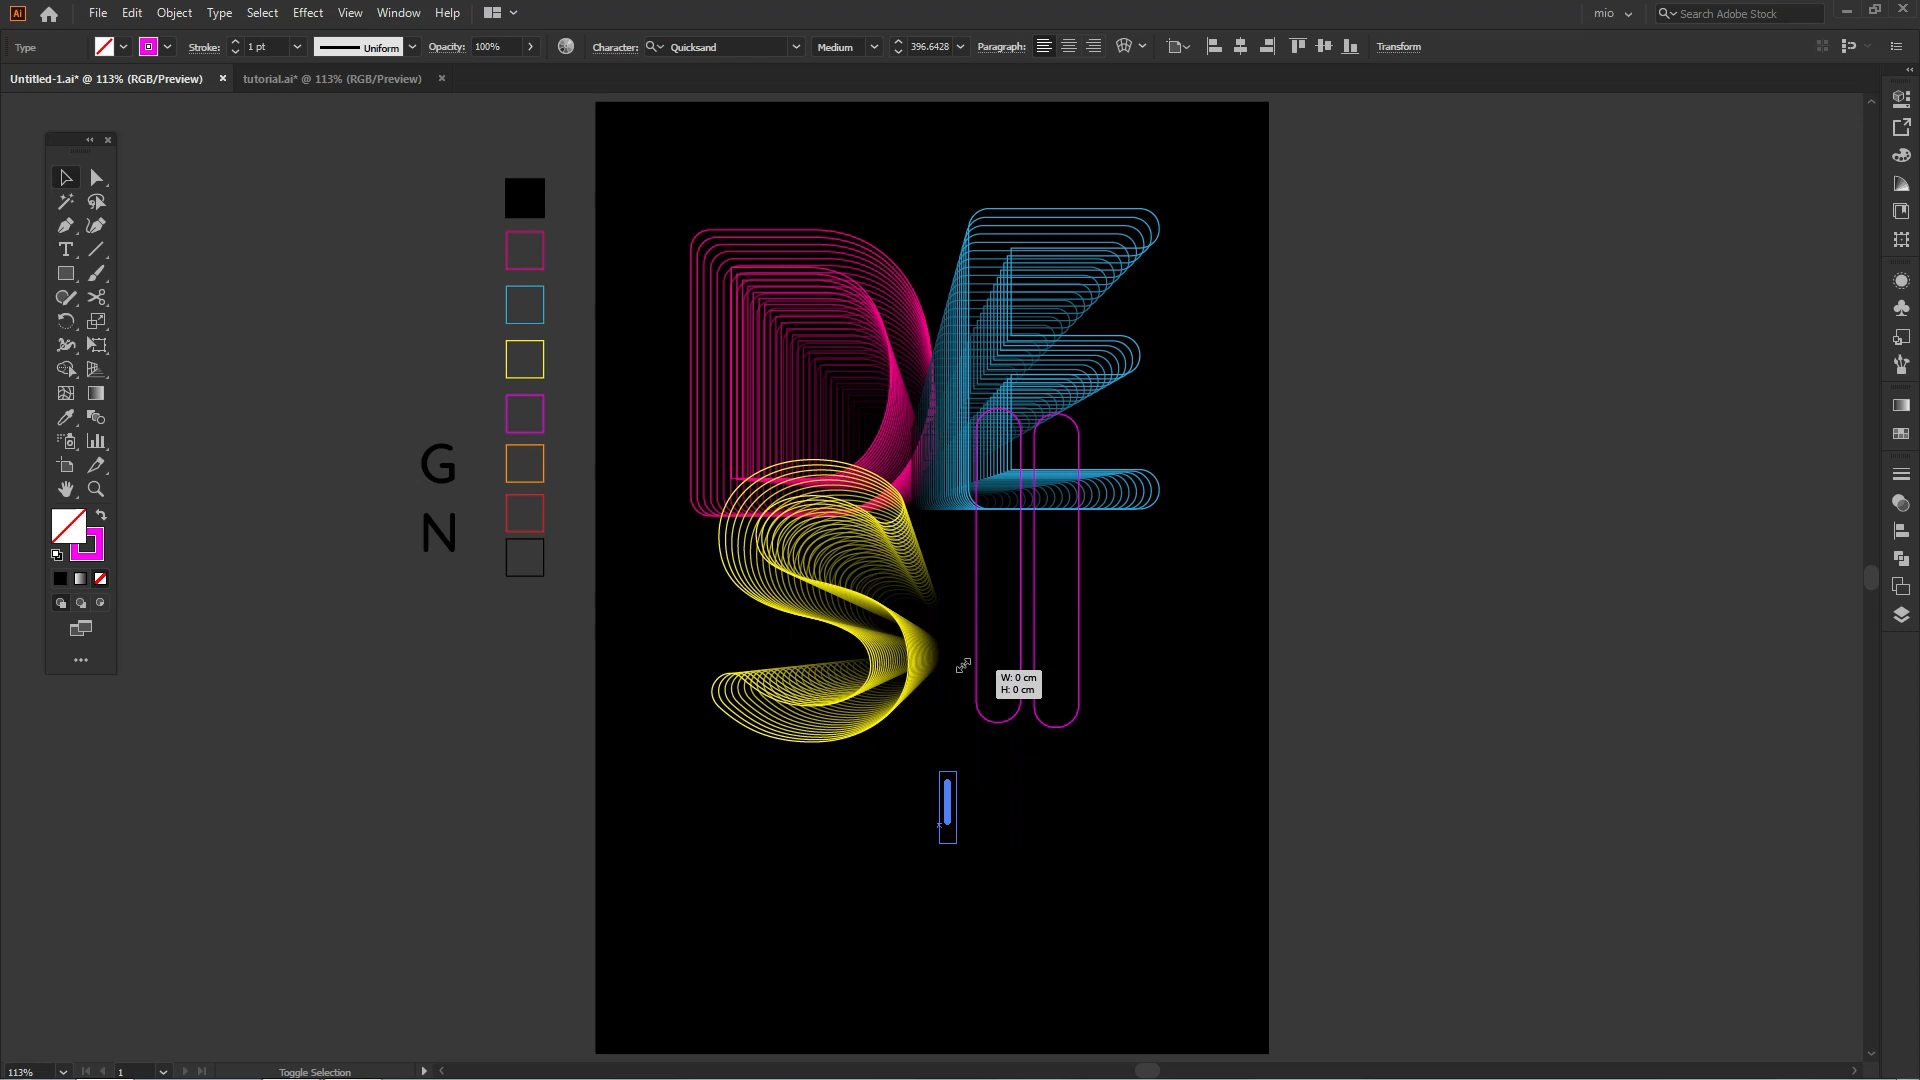 Ai File Edit Object Type Select Effect View Window Help mio Search Adobe Stock
Type Stroke: 1 pt Uniform Opacity: 100% Character: Quicksand Medium 396.6428 Paragraph: Transform
Untitled-1.ai* @ 113% (RGB/Preview) tutorial.ai* @ 113% (RGB/Preview)
D E
S I I
G
N
W: 0 cm
H: 0 cm
I
113% 1 Toggle Selection